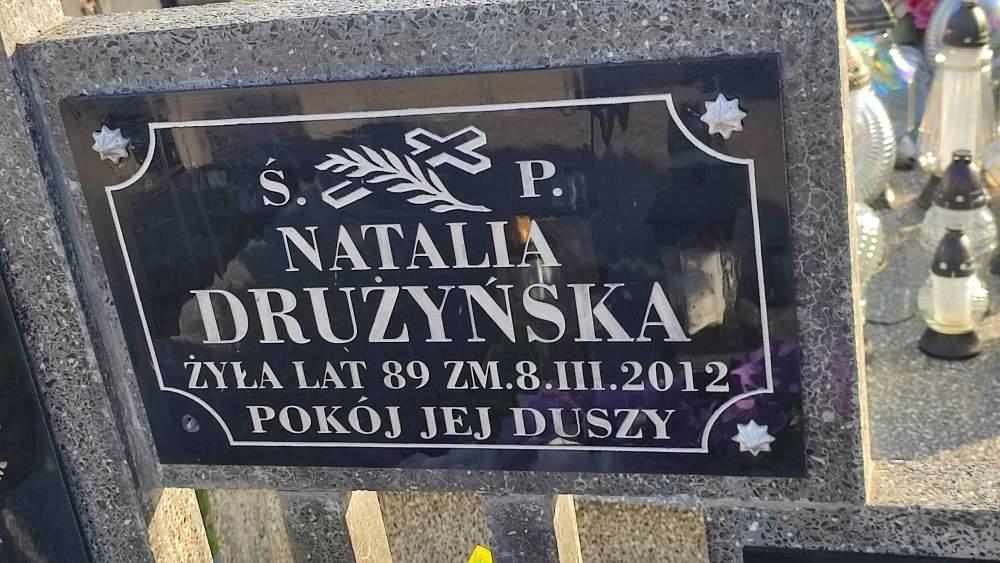 Ś. P.
NATALIA
DRUŻYŃSKA
ŻYŁA LAT 89 ZM.8.III.2012
POKÓJ JEJ DUSZY